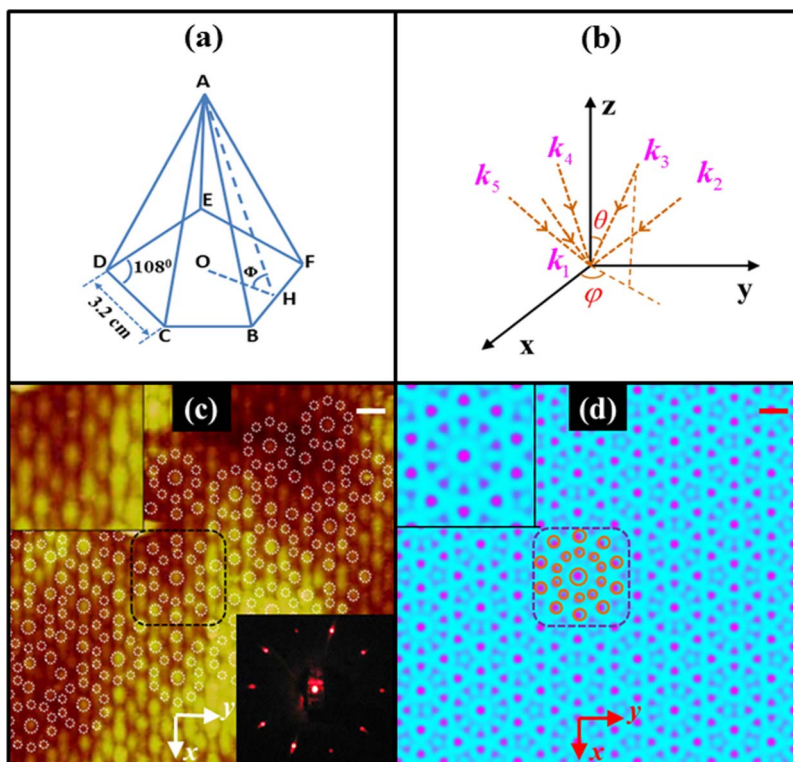 (a)
A
E
D
108⁰
O
Φ
F
H
3.2 cm
C
B
(b)
z
k₄
k₃
k₅
k₂
θ
k₁
φ
y
x
(c)
y
x
(d)
y
x